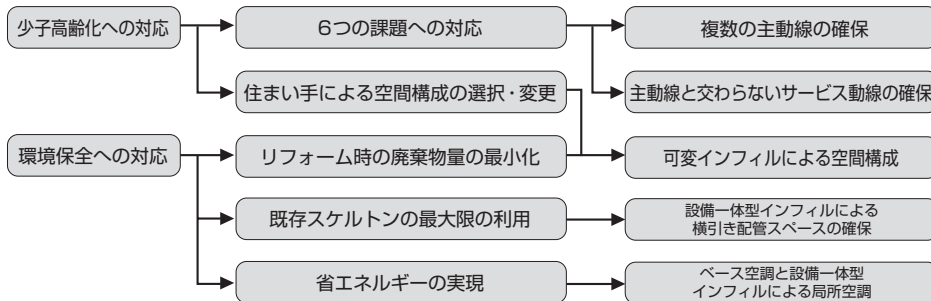 少子高齢化への対応
6つの課題への対応
複数の主動線の確保
住まい手による空間構成の選択・変更
主動線と交わらないサービス動線の確保
環境保全への対応
リフォーム時の廃棄物量の最小化
可変インフィルによる空間構成
既存スケルトンの最大限の利用
設備一体型インフィルによる
横引き配管スペースの確保
省エネルギーの実現
ベース空調と設備一体型
インフィルによる局所空調